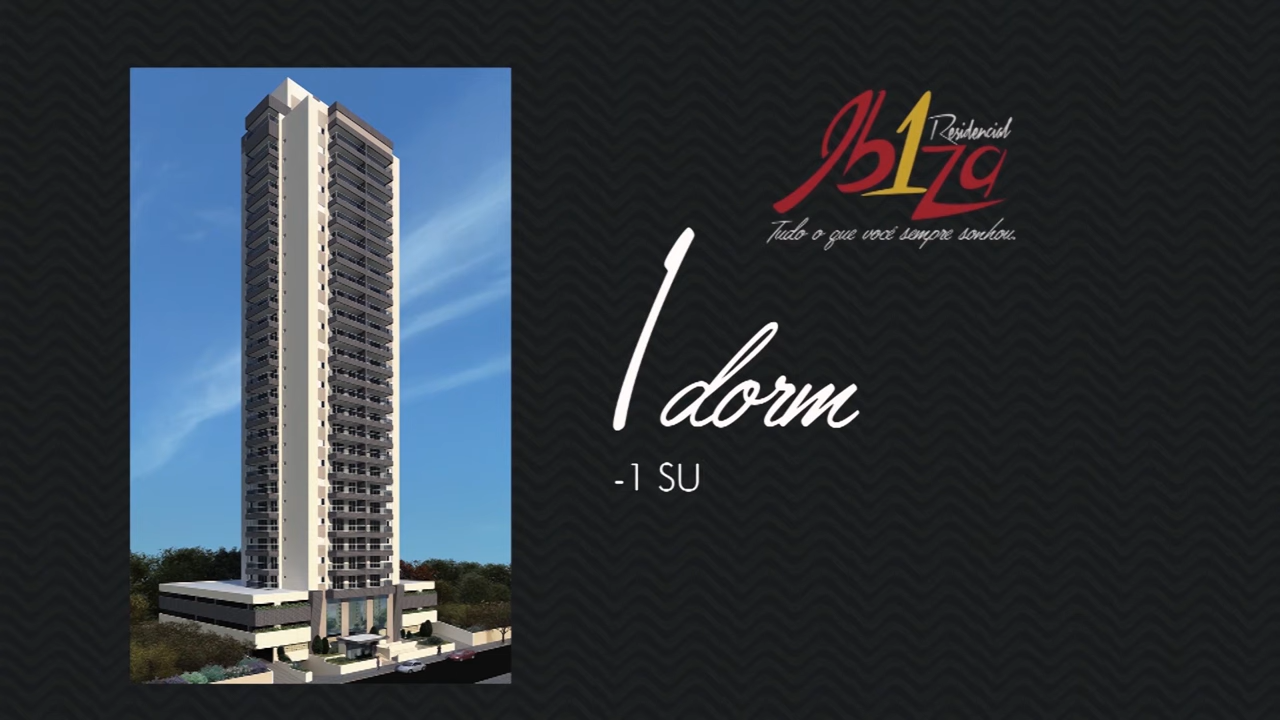 Ib1za
Residencial
Tudo o que você sempre sonhou.
1 dorm
-1 SU